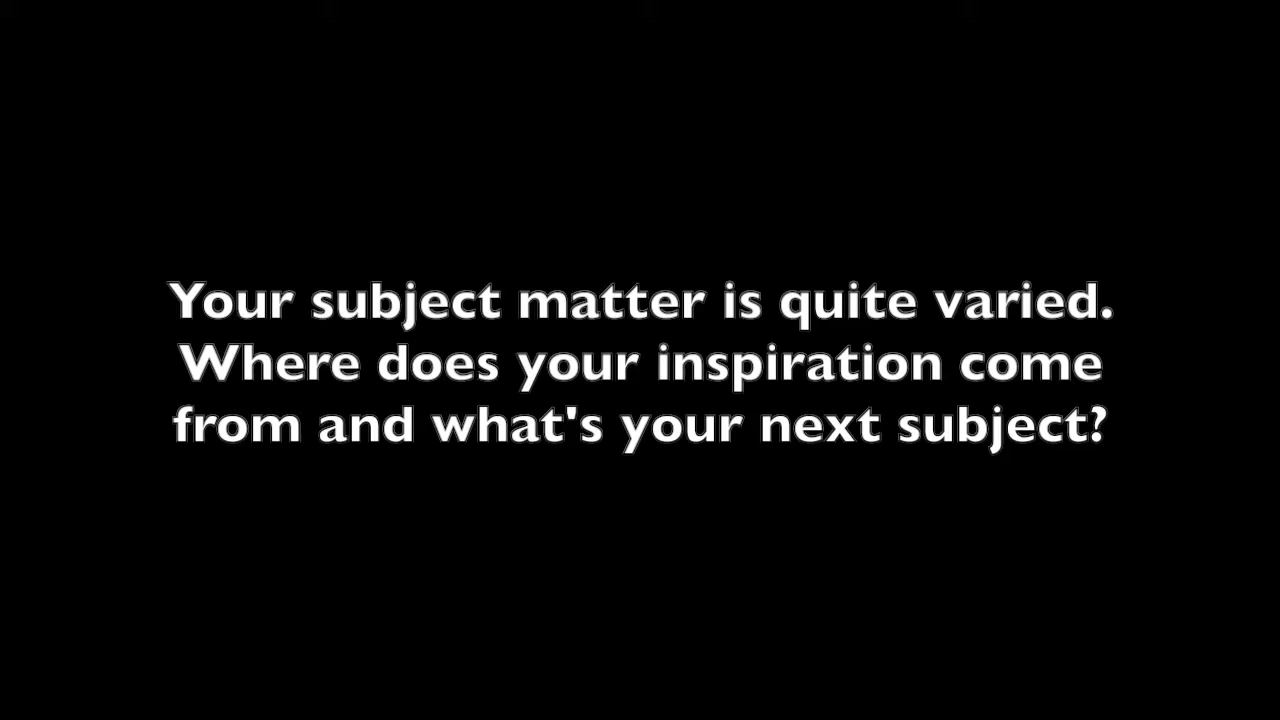 Your subject matter is quite varied.
Where does your inspiration come
from and what's your next subject?